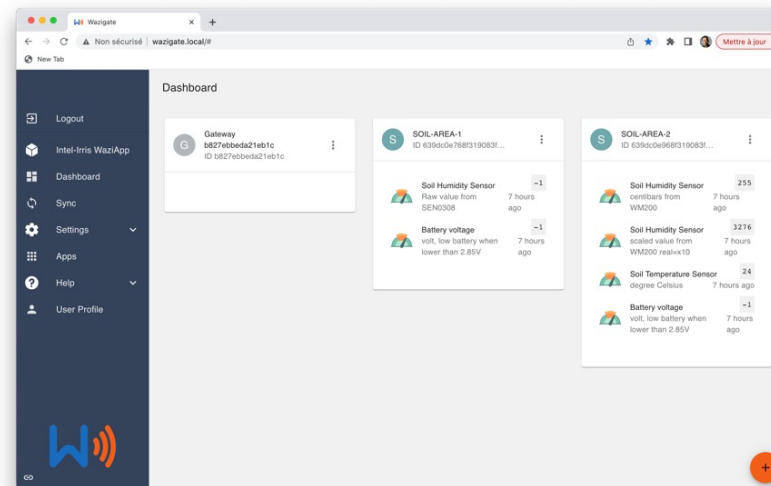 Wazigate
Non sécurisé | wazigate.local/#
Mettre à jour
New Tab
Dashboard
Logout
Intel-Irris WaziApp
Dashboard
Sync
Settings
Apps
Help
User Profile
G
Gateway
b827ebbeda21eb1c
ID b827ebbeda21eb1c
S
SOIL-AREA-1
ID 639dc0e768f319083f...
Soil Humidity Sensor
-1
Raw value from
SEN0308
7 hours
ago
Battery voltage
-1
volt, low battery when
lower than 2.85V
7 hours
ago
S
SOIL-AREA-2
ID 639dc0e968f319083f...
Soil Humidity Sensor
255
centibars from
WM200
7 hours
ago
Soil Humidity Sensor
3276
scaled value from
WM200 real=x10
7 hours
ago
Soil Temperature Sensor
24
degree Celsius
7 hours ago
Battery voltage
-1
volt, low battery when
lower than 2.85V
7 hours
ago
W
+